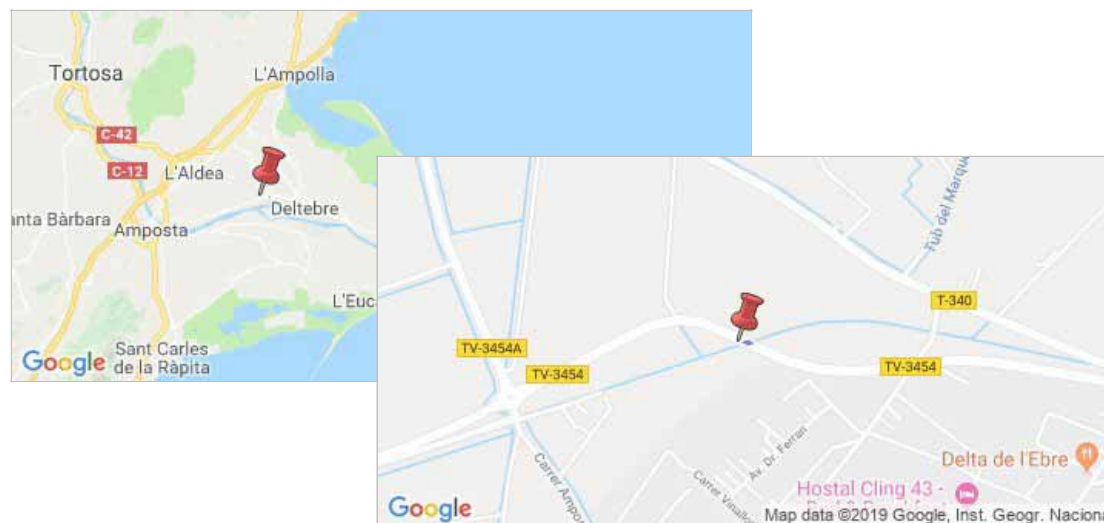 Tortosa
L'Ampolla
C-42
C-12
L'Aldea
Deltebre
anta Bàrbara
Amposta
L'Euc
Sant Carles
de la Ràpita
Google
Tub del Marque
T-340
TV-3454A
TV-3454
TV-3454
Av. Dr. Ferran
Carrer Ampo
Carrer Vinallo
Delta de l'Ebre
Hostal Cling 43 -
Google
Map data ©2019 Google, Inst. Geogr. Naciona